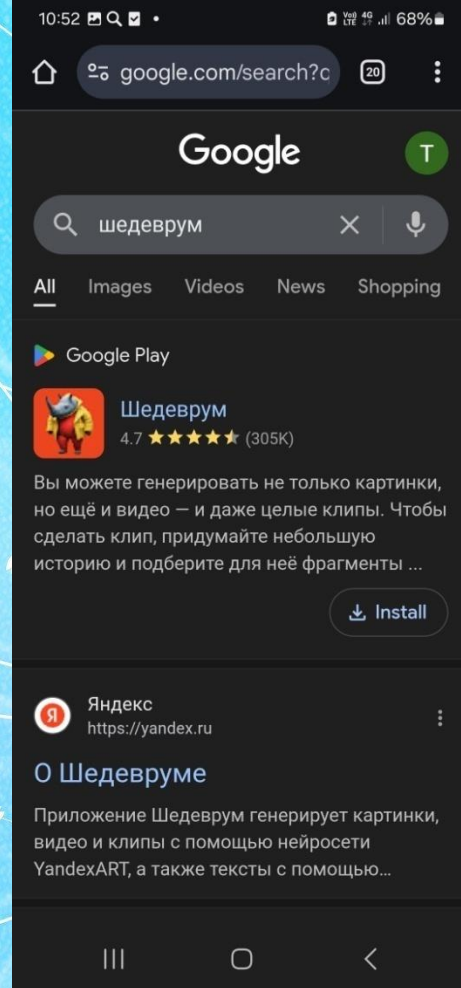 10:52
Vo)) 4G LTE 68%
google.com/search?q
20
Google
T
шедеврум
All Images Videos News Shopping
Google Play
Шедеврум
4.7 (305K)
Вы можете генерировать не только картинки,
но ещё и видео — и даже целые клипы. Чтобы
сделать клип, придумайте небольшую
историю и подберите для неё фрагменты ...
Install
Я
Яндекс
https://yandex.ru
О Шедевруме
Приложение Шедеврум генерирует картинки,
видео и клипы с помощью нейросети
YandexART, а также тексты с помощью...